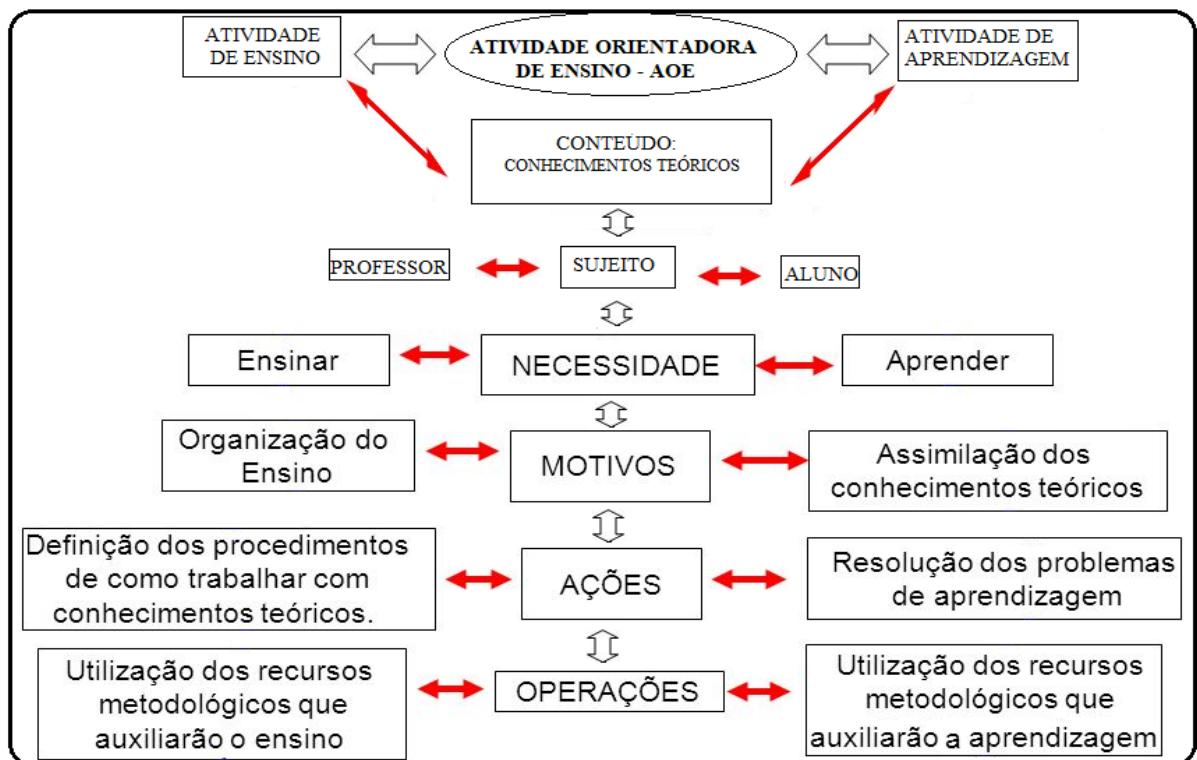 ATIVIDADE
DE ENSINO
ATIVIDADE ORIENTADORA
DE ENSINO - AOE
ATIVIDADE DE
APRENDIZAGEM
CONTEÚDO:
CONHECIMENTOS TEÓRICOS
PROFESSOR
SUJEITO
ALUNO
Ensinar
NECESSIDADE
Aprender
Organização do
Ensino
MOTIVOS
Assimilação dos
conhecimentos teóricos
Definição dos procedimentos
de como trabalhar com
conhecimentos teóricos.
AÇÕES
Resolução dos problemas
de aprendizagem
Utilização dos recursos
metodológicos que
auxiliarão o ensino
OPERAÇÕES
Utilização dos recursos
metodológicos que
auxiliarão a aprendizagem